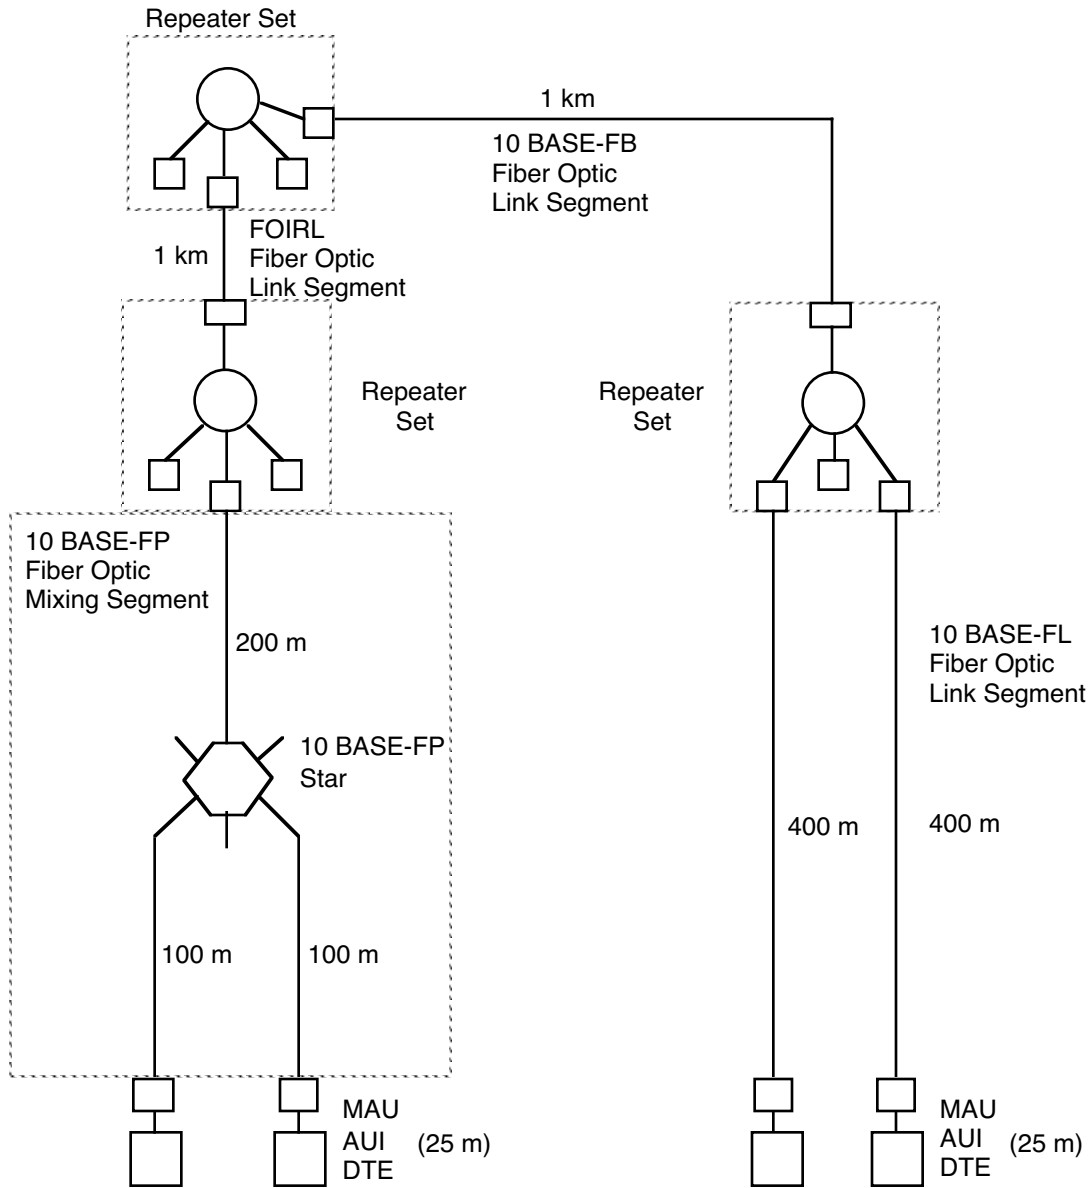 Repeater Set
1 km
10 BASE-FB
Fiber Optic
Link Segment
FOIRL
Fiber Optic
Link Segment
1 km
Repeater
Set
Repeater
Set
10 BASE-FP
Fiber Optic
Mixing Segment
200 m
10 BASE-FP
Star
10 BASE-FL
Fiber Optic
Link Segment
400 m
400 m
100 m
100 m
MAU
AUI
DTE
(25 m)
MAU
AUI
DTE
(25 m)